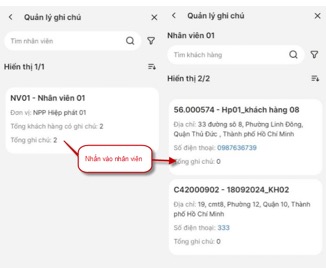 Quản lý ghi chú
Tìm nhân viên
Hiển thị 1/1
NV01 - Nhân viên 01
Đơn vị: NPP Hiệp phát 01
Tổng khách hàng có ghi chú: 2
Tổng ghi chú: 2
Nhấn vào nhân viên
Quản lý ghi chú
Nhân viên 01
Tìm khách hàng
Hiển thị 2/2
56.000574 - Hp01_khách hàng 08
Địa chỉ: 33 đường số 8, Phường Linh Đông,
Quận Thủ Đức , Thành phố Hồ Chí Minh
Số điện thoại: 0987636739
Tổng ghi chú: 0
C42000902 - 18092024_KH02
Địa chỉ: 19, cmt8, Phường 12, Quận 10, Thành
phố Hồ Chí Minh
Số điện thoại: 333
Tổng ghi chú: 0